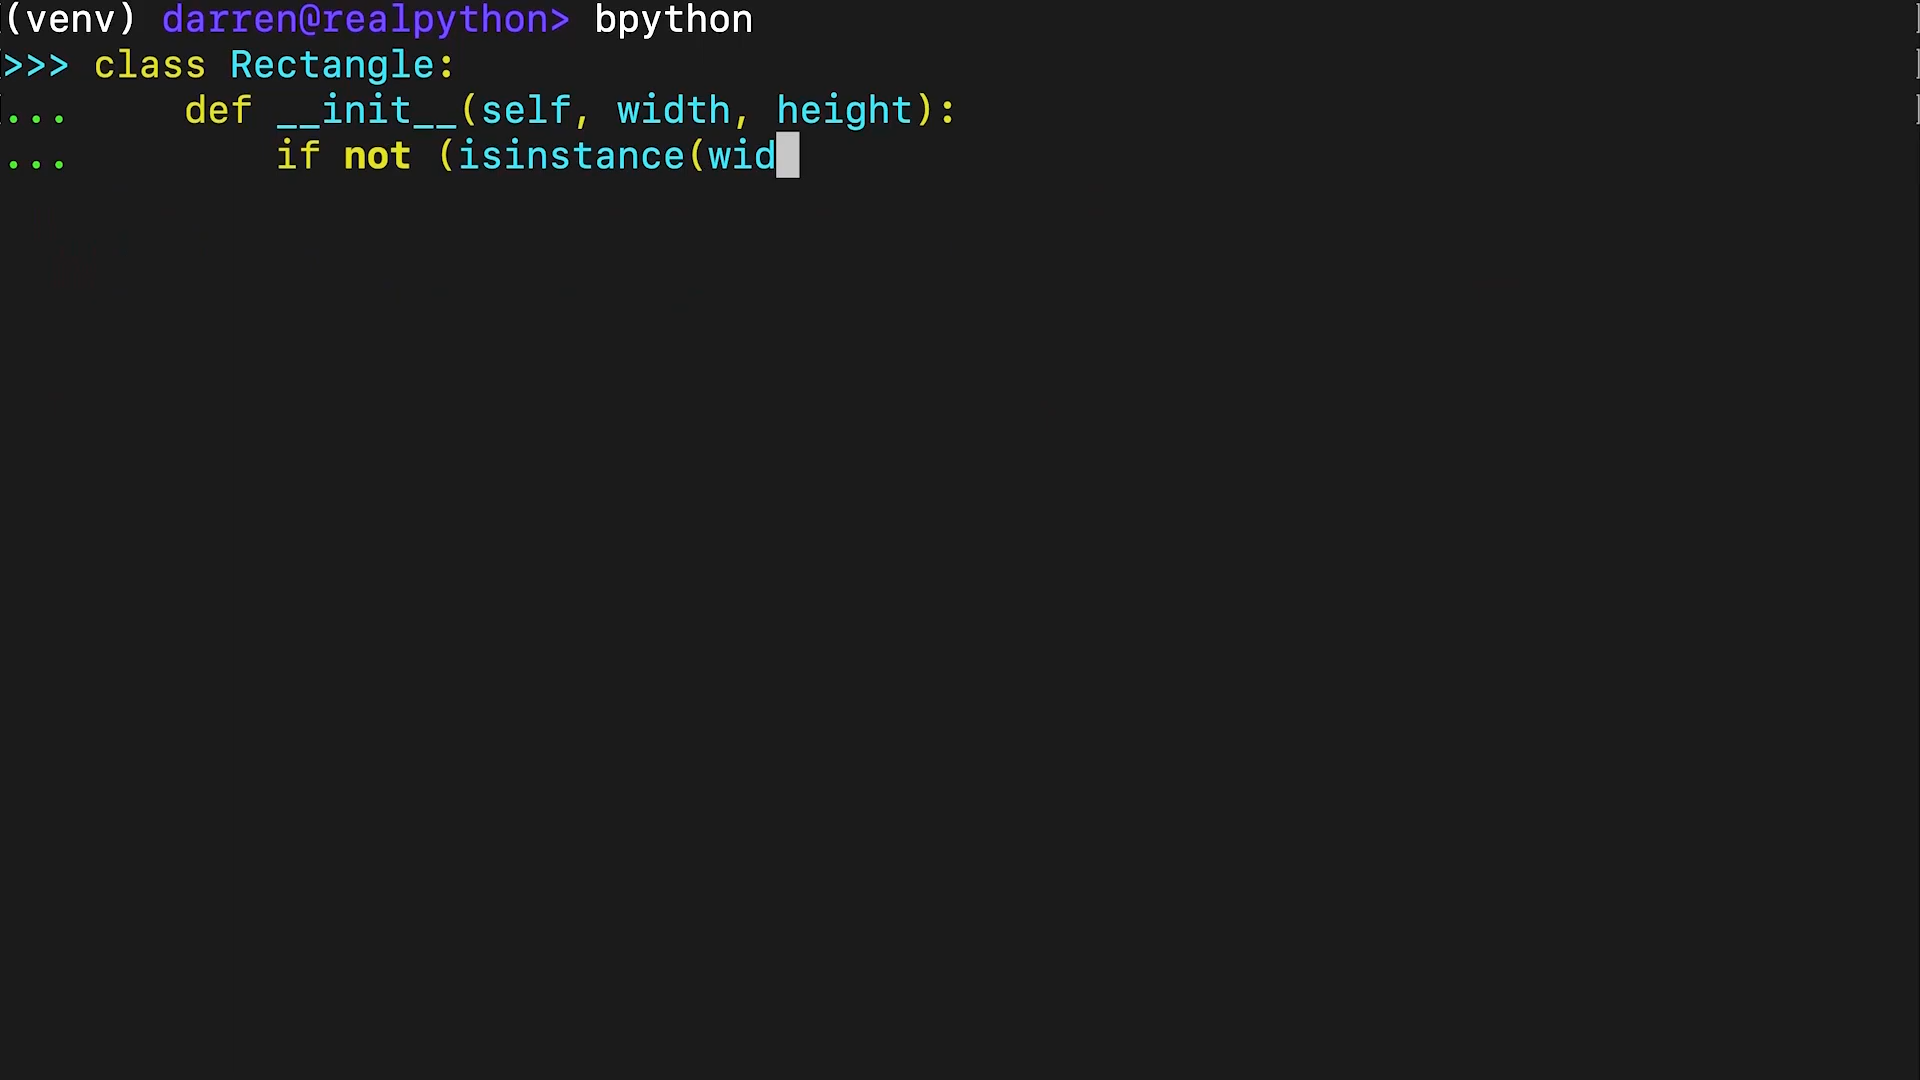 (venv) darren@realpython> bpython
>>> class Rectangle:
...     def __init__(self, width, height):
...         if not (isinstance(wid